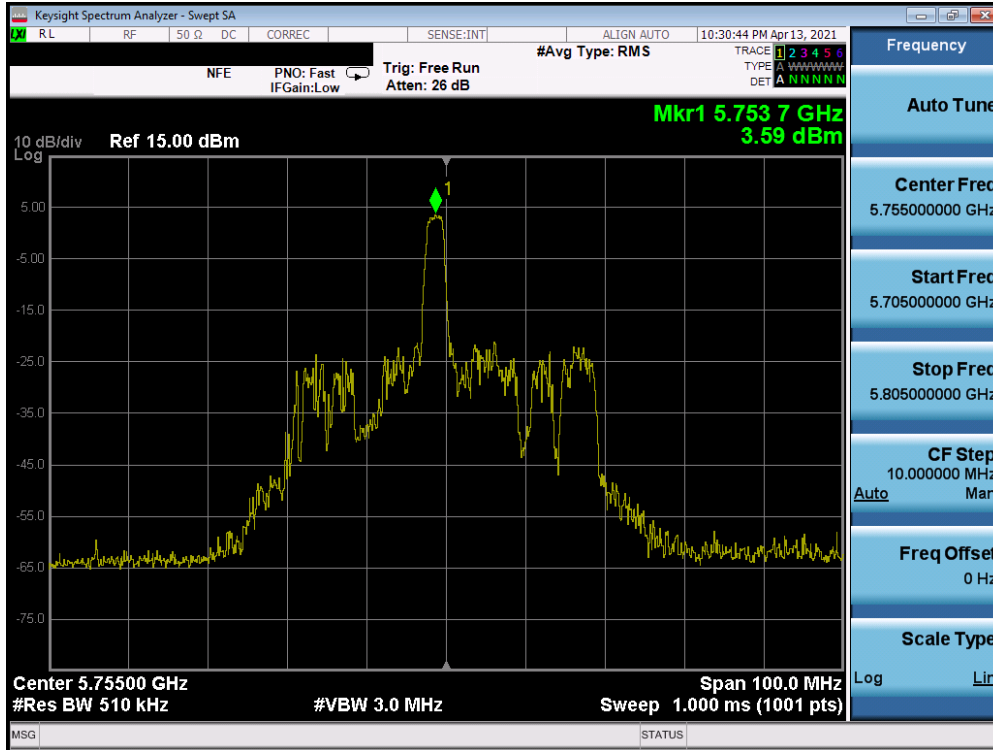 Keysight Spectrum Analyzer - Swept SA
LXI RL RF 50 Ω DC CORREC SENSE:INT ALIGN AUTO 10:30:44 PM Apr 13, 2021
#Avg Type: RMS TRACE 1 2 3 4 5 6
NFE PNO: Fast Trig: Free Run TYPE A WWWWW
IFGain:Low Atten: 26 dB DET A N N N N N
Mkr1 5.753 7 GHz
3.59 dBm
10 dB/div Ref 15.00 dBm
Log
1
5.00
-5.00
-15.0
-25.0
-35.0
-45.0
-55.0
-65.0
-75.0
Center 5.75500 GHz Span 100.0 MHz
#Res BW 510 kHz #VBW 3.0 MHz Sweep 1.000 ms (1001 pts)
MSG STATUS
Frequency
Auto Tune
Center Freq
5.755000000 GHz
Start Freq
5.705000000 GHz
Stop Freq
5.805000000 GHz
CF Step
10.000000 MHz
Auto Man
Freq Offset
0 Hz
Scale Type
Log Lin